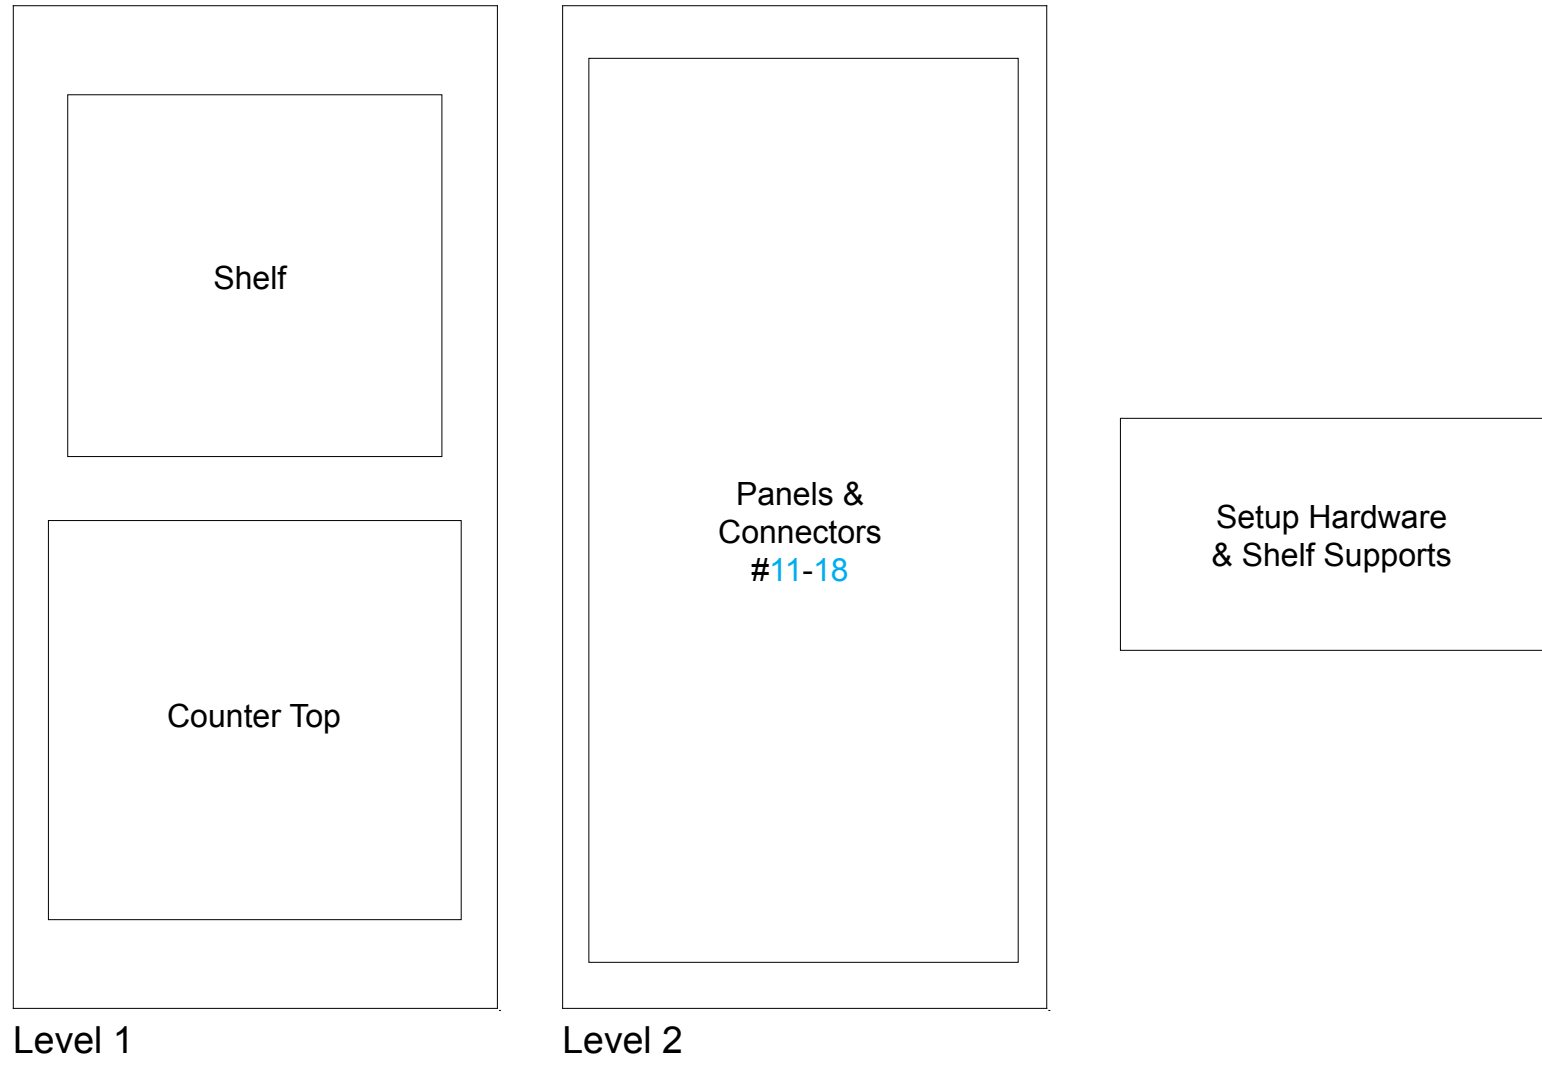 Shelf
Counter Top
Level 1
Panels &
Connectors
#11-18
Level 2
Setup Hardware
& Shelf Supports